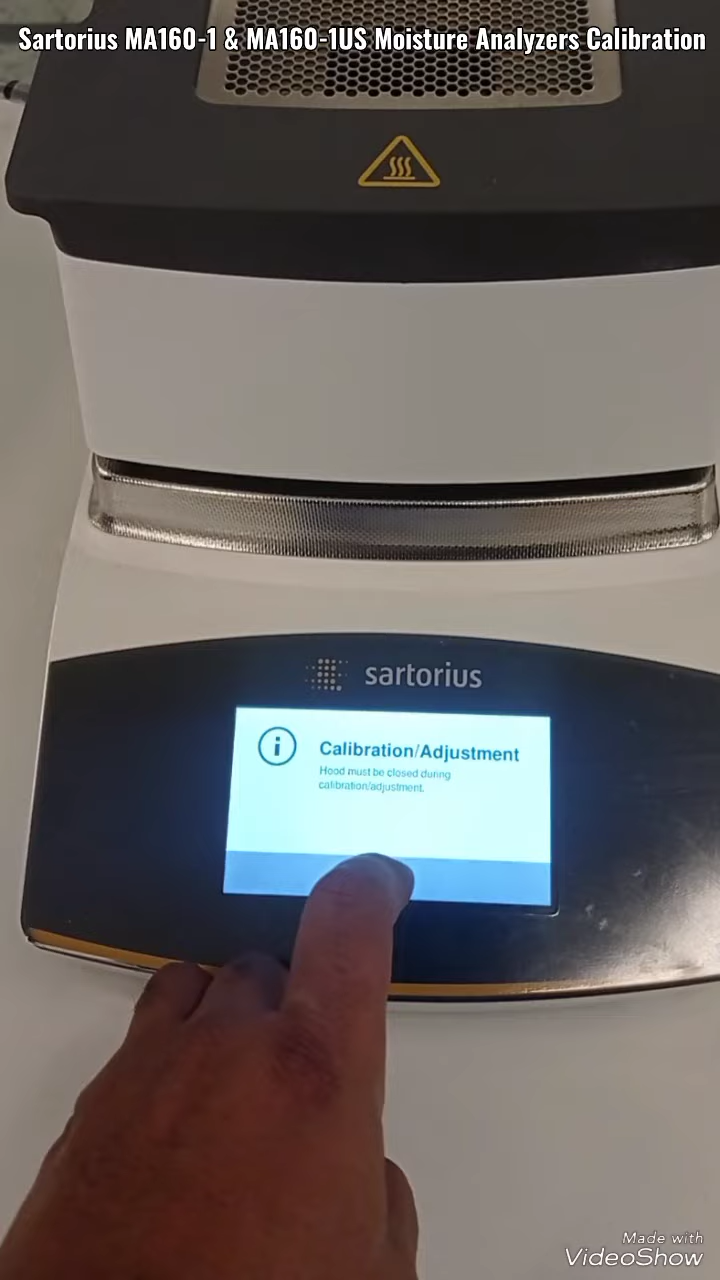 Sartorius MA160-1 & MA160-1US Moisture Analyzers Calibration
sartorius
Calibration/Adjustment
Hood must be closed during
calibration/adjustment.
Made with
VideoShow